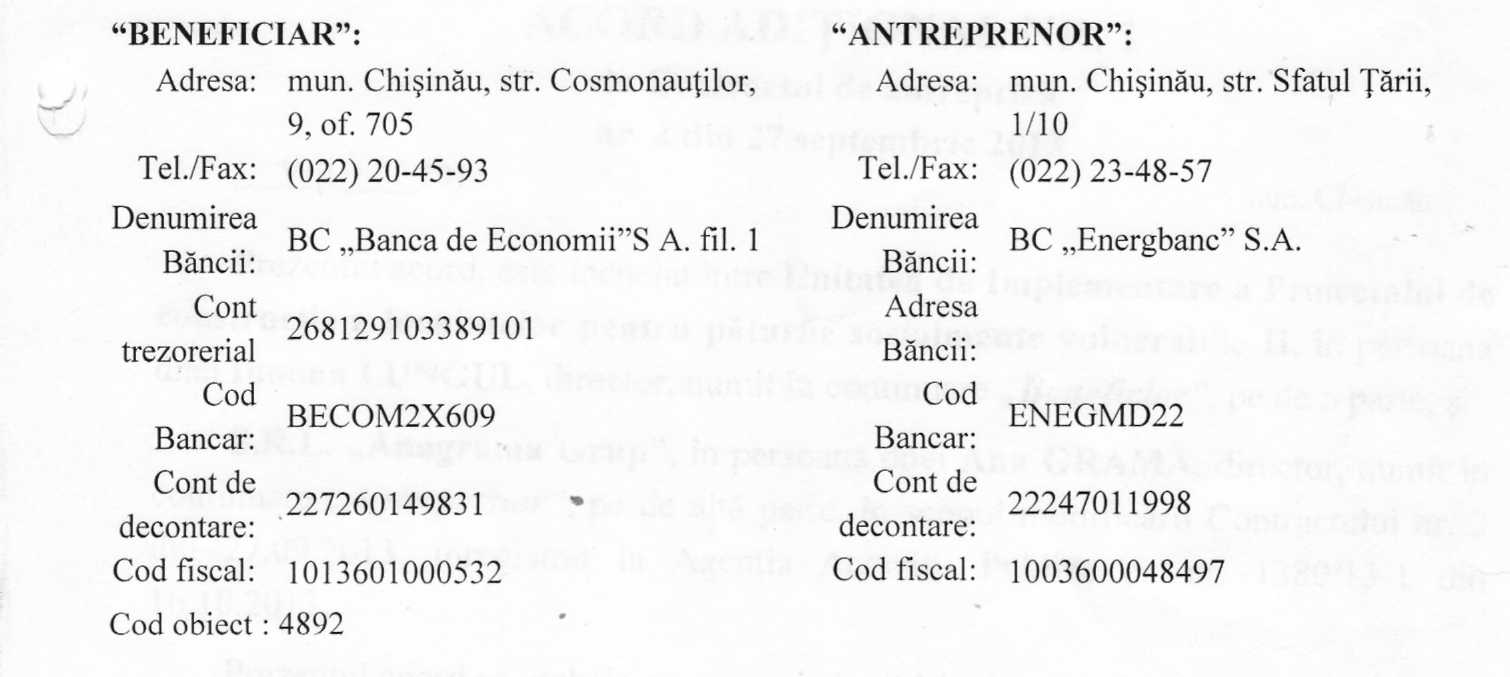 “BENEFICIAR”:
Adresa: mun. Chişinău, str. Cosmonauţilor,
9, of. 705
Tel./Fax: (022) 20-45-93
Denumirea
Băncii: BC „Banca de Economii”S A. fil. 1
Cont
trezorerial 268129103389101
Cod
Bancar: BECOM2X609
Cont de
decontare: 227260149831
Cod fiscal: 1013601000532
Cod obiect : 4892
“ANTREPRENOR”:
Adresa: mun. Chişinău, str. Sfatul Ţării,
1/10
Tel./Fax: (022) 23-48-57
Denumirea
Băncii: BC „Energbanc” S.A.
Adresa
Băncii:
Cod
Bancar: ENEGMD22
Cont de
decontare: 22247011998
Cod fiscal: 1003600048497